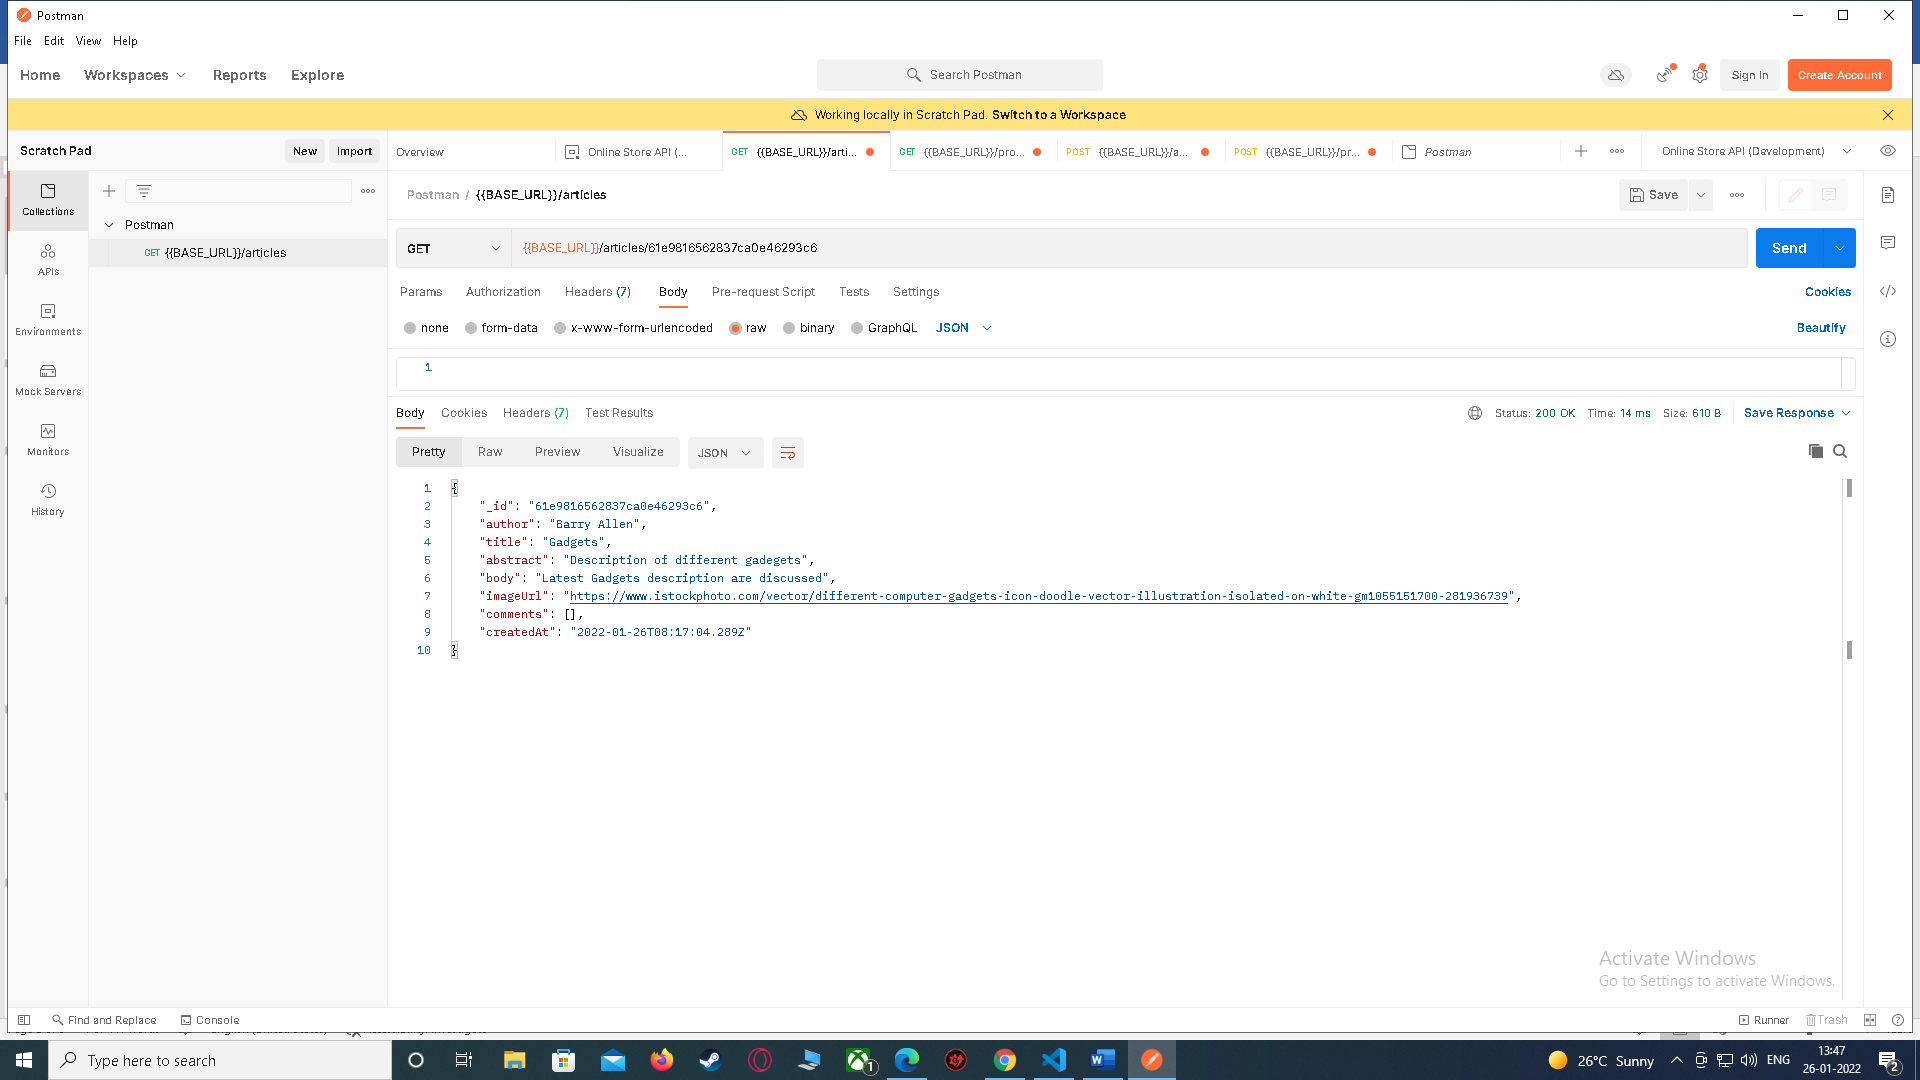 Postman
File Edit View Help
Home Workspaces Reports Explore
Search Postman
Sign In
Create Account
Working locally in Scratch Pad. Switch to a Workspace
Scratch Pad
New
Import
Overview
Online Store API (...
GET {{BASE_URL}}/arti...
GET {{BASE_URL}}/pro...
POST {{BASE_URL}}/a...
POST {{BASE_URL}}/pr...
Postman
Online Store API (Development)
Collections
APIs
Environments
Mock Servers
Monitors
History
Postman
GET {{BASE_URL}}/articles
Postman / {{BASE_URL}}/articles
Save
GET
{{BASE_URL}}/articles/61e9816562837ca0e46293c6
Send
Params Authorization Headers (7) Body Pre-request Script Tests Settings
Cookies
none form-data x-www-form-urlencoded raw binary GraphQL JSON
Beautify
1
Body Cookies Headers (7) Test Results
Status: 200 OK Time: 14 ms Size: 610 B Save Response
Pretty Raw Preview Visualize JSON
1 {
2 "_id": "61e9816562837ca0e46293c6",
3 "author": "Barry Allen",
4 "title": "Gadgets",
5 "abstract": "Description of different gadegets",
6 "body": "Latest Gadgets description are discussed",
7 "imageUrl": "https://www.istockphoto.com/vector/different-computer-gadgets-icon-doodle-vector-illustration-isolated-on-white-gm1055151700-281936739",
8 "comments": [],
9 "createdAt": "2022-01-26T08:17:04.289Z"
10 }
Activate Windows
Go to Settings to activate Windows.
Find and Replace
Console
Runner
Trash
Type here to search
1
26°C Sunny
ENG
13:47
26-01-2022
2